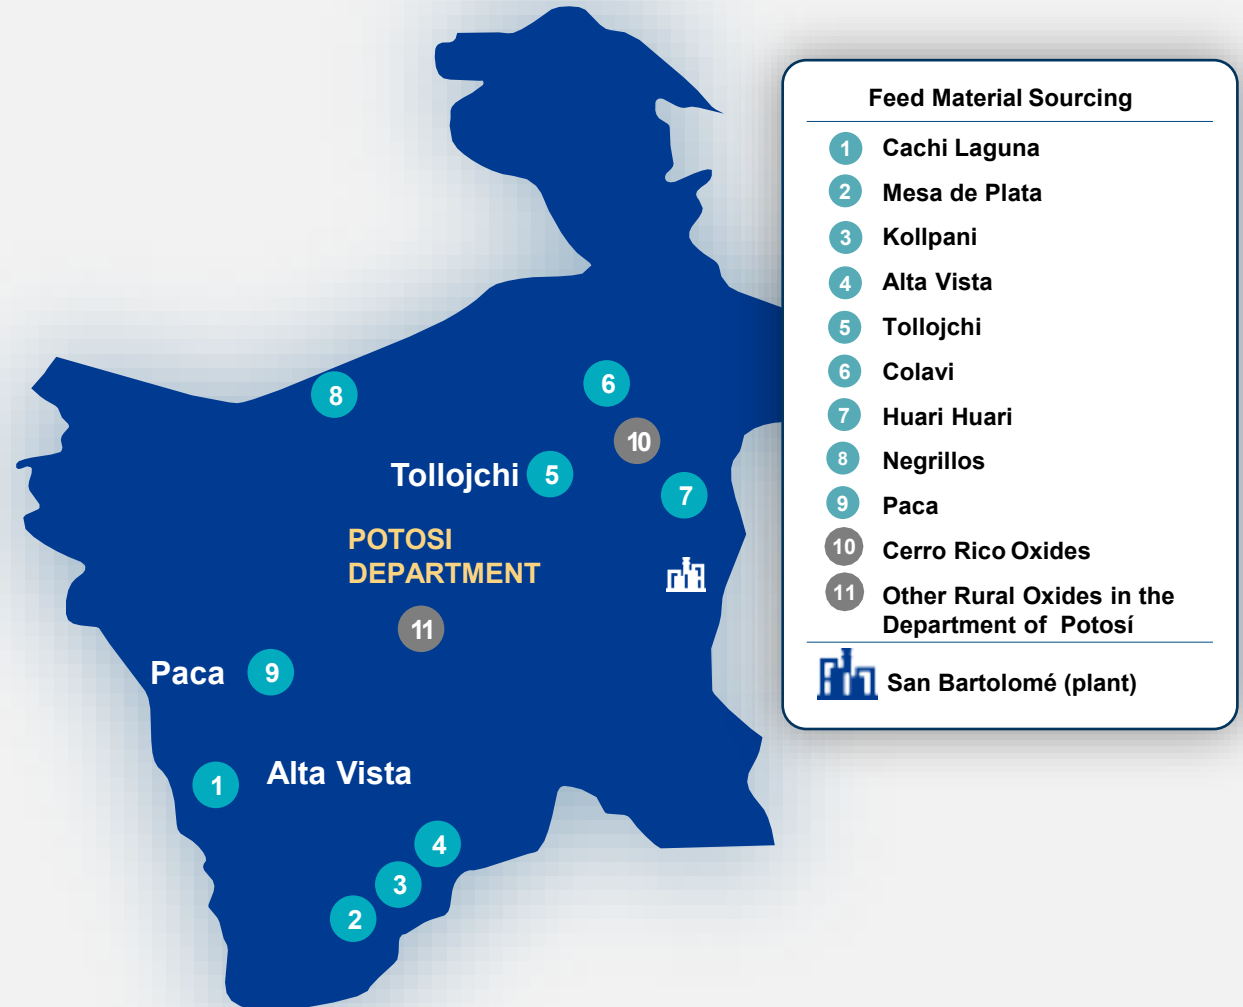 Feed Material Sourcing
1 Cachi Laguna
2 Mesa de Plata
3 Kollpani
4 Alta Vista
5 Tollojchi
6 Colavi
7 Huari Huari
8 Negrillos
9 Paca
10 Cerro Rico Oxides
11 Other Rural Oxides in the
Department of Potosí
San Bartolomé (plant)
6
8
10
Tollojchi 5
7
POTOSI
DEPARTMENT
11
Paca 9
Alta Vista
1
4
3
2